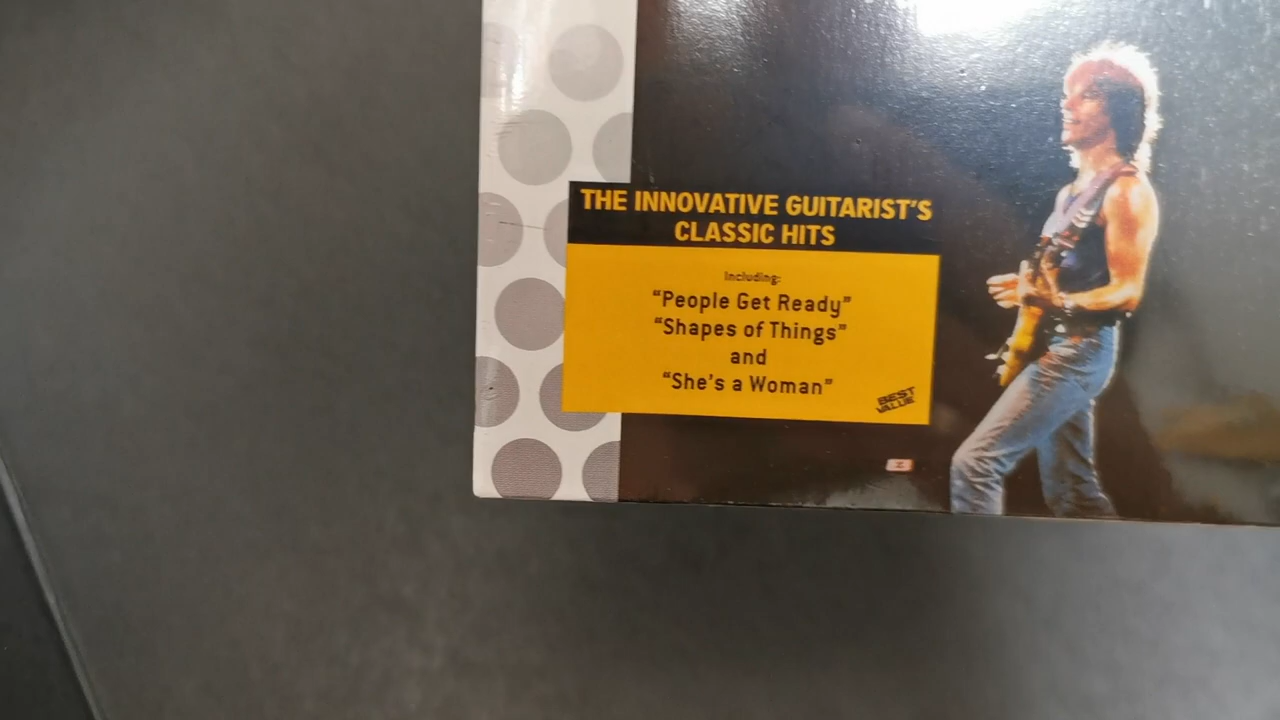 THE INNOVATIVE GUITARIST'S
CLASSIC HITS
Including:
"People Get Ready"
"Shapes of Things"
and
"She's a Woman"
BEST
VALUE